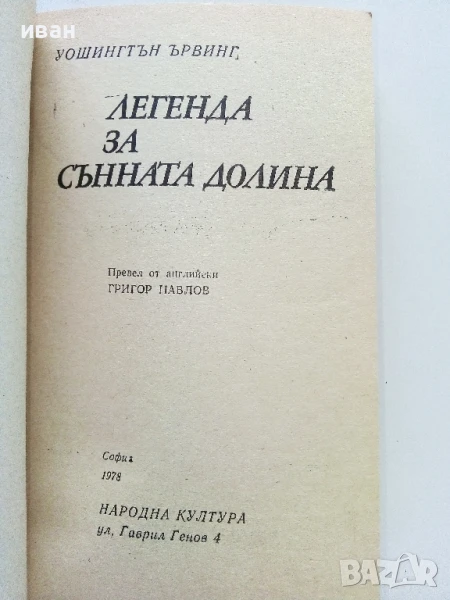 иван
УОШИНГТЪН ЪРВИНГ
ЛЕГЕНДА
ЗА
СЪННАТА ДОЛИНА
Превел от английски
ГРИГОР ПАВЛОВ
София
1978
НАРОДНА КУЛТУРА
ул. Гаврил Генов 4
BAZAR